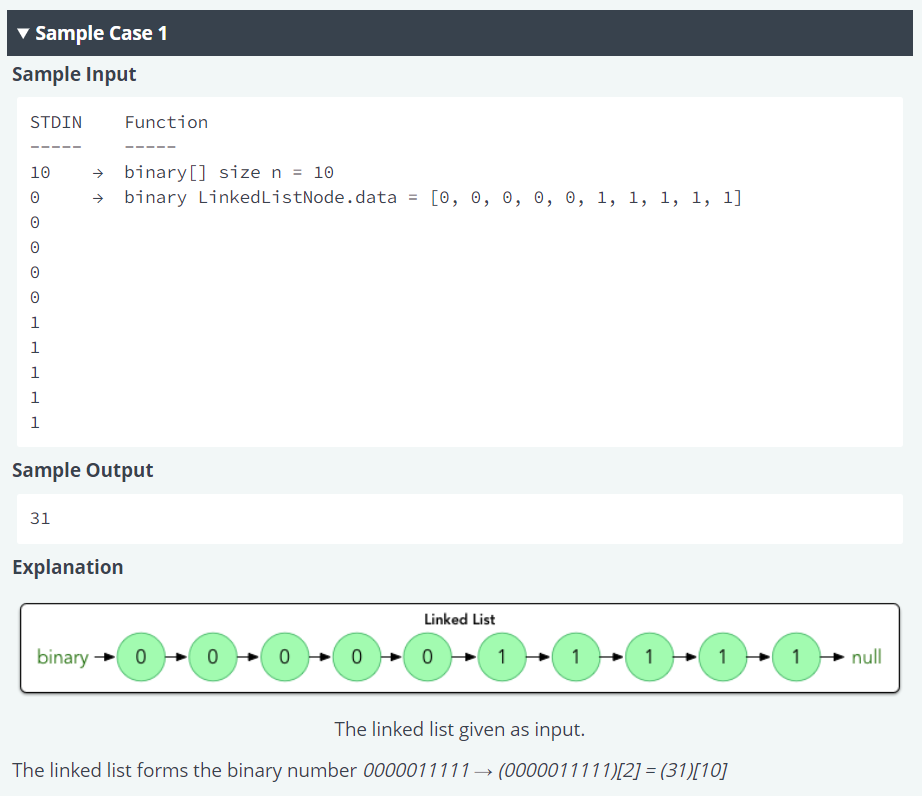 ▼ Sample Case 1
Sample Input
STDIN Function
----- -----
10 → binary[] size n = 10
0 → binary LinkedListNode.data = [0, 0, 0, 0, 0, 1, 1, 1, 1, 1]
0
0
0
0
1
1
1
1
1
Sample Output
31
Explanation
Linked List
binary 0 0 0 0 0 1 1 1 1 1 null
The linked list given as input.
The linked list forms the binary number 0000011111 → (0000011111)[2] = (31)[10]